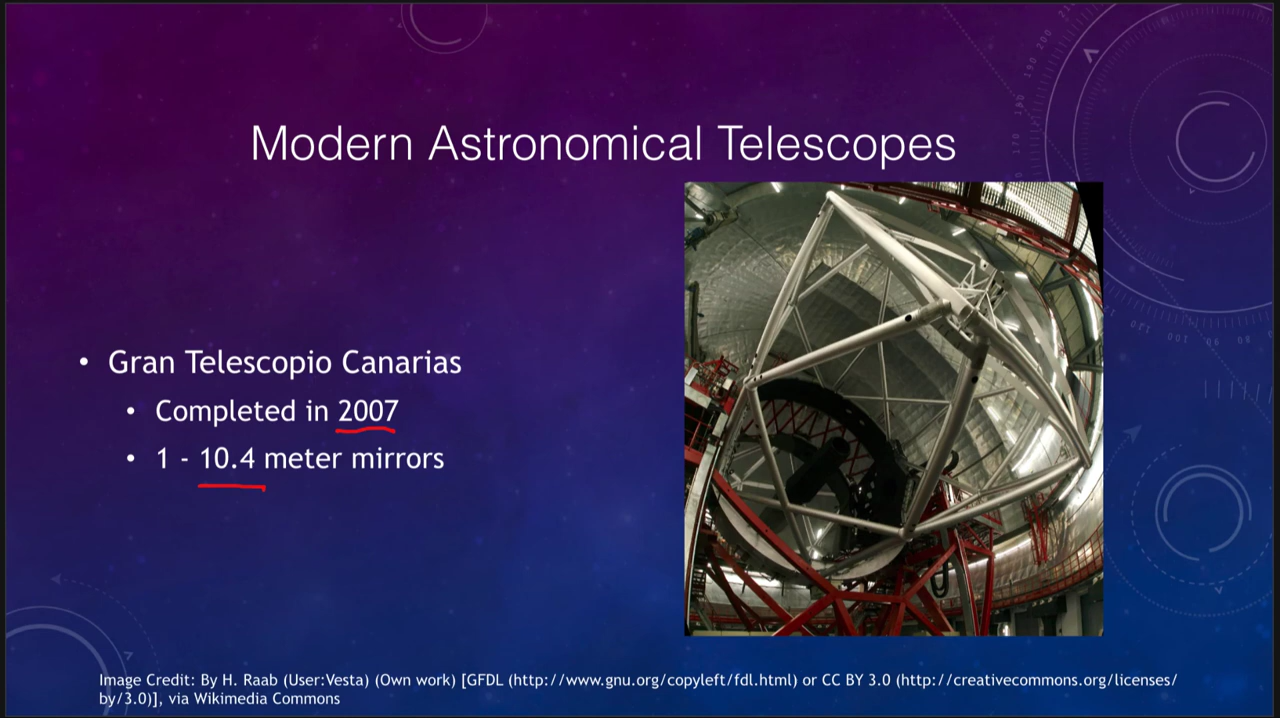 Modern Astronomical Telescopes
• Gran Telescopio Canarias
• Completed in 2007
• 1 - 10.4 meter mirrors
Image Credit: By H. Raab (User:Vesta) (Own work) [GFDL (http://www.gnu.org/copyleft/fdl.html) or CC BY 3.0 (http://creativecommons.org/licenses/
by/3.0)], via Wikimedia Commons